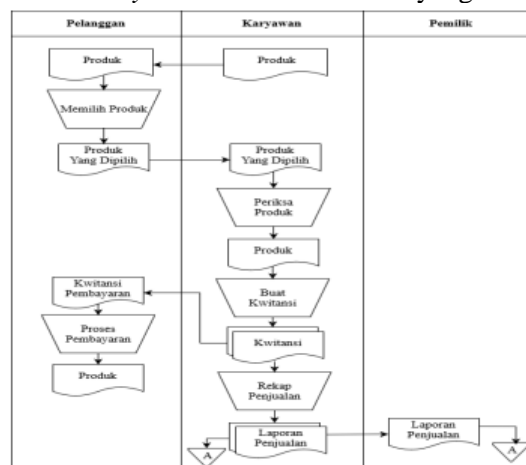 Pelanggan Karyawan Pemilik
Produk Produk
Memilih Produk
Produk
Yang Dipilih
Produk
Yang Dipilih
Periksa
Produk
Produk
Kwitansi
Pembayaran
Buat
Kwitansi
Proses
Pembayaran
Kwitansi
Produk
Rekap
Penjualan
Laporan
Penjualan
Laporan
Penjualan
A
A